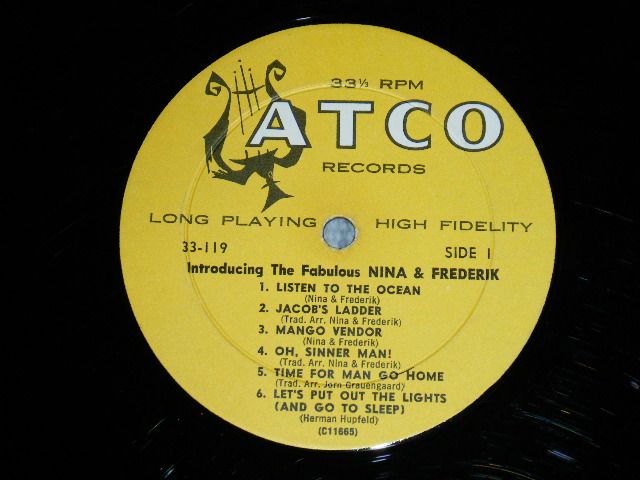 33⅓ RPM
ATCO
RECORDS
LONG PLAYING HIGH FIDELITY
33-119 SIDE 1
Introducing The Fabulous NINA & FREDERIK
1. LISTEN TO THE OCEAN
(Nina & Frederik)
2. JACOB'S LADDER
(Trad. Arr. Nina & Frederik)
3. MANGO VENDOR
(Nina & Frederik)
4. OH, SINNER MAN!
(Trad. Arr. Nina & Frederik)
5. TIME FOR MAN GO HOME
(Trad. Arr. Jorn Grauengaard)
6. LET'S PUT OUT THE LIGHTS
(AND GO TO SLEEP)
(Herman Hupfeld)
(C11665)